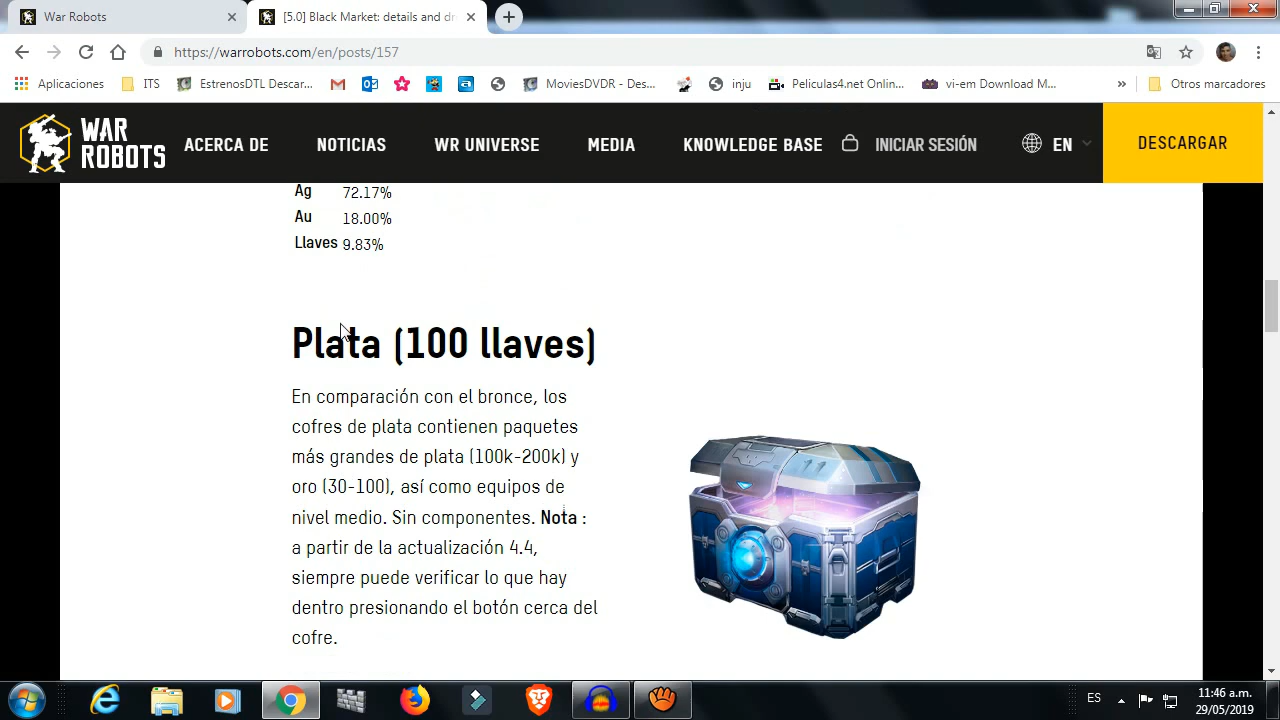 War Robots
[5.0] Black Market: details and dr
https://warrobots.com/en/posts/157
Aplicaciones
ITS
EstrenosDTL Descar...
MoviesDVDR - Des...
inju
Peliculas4.net Onlin...
vi-em Download M...
»
Otros marcadores
WAR
ROBOTS
ACERCA DE
NOTICIAS
WR UNIVERSE
MEDIA
KNOWLEDGE BASE
INICIAR SESIÓN
EN
DESCARGAR
Ag 72.17%
Au 18.00%
Llaves 9.83%
Plata (100 llaves)
En comparación con el bronce, los
cofres de plata contienen paquetes
más grandes de plata (100k-200k) y
oro (30-100), así como equipos de
nivel medio. Sin componentes. Nota :
a partir de la actualización 4.4,
siempre puede verificar lo que hay
dentro presionando el botón cerca del
cofre.
ES
11:46 a.m.
29/05/2019